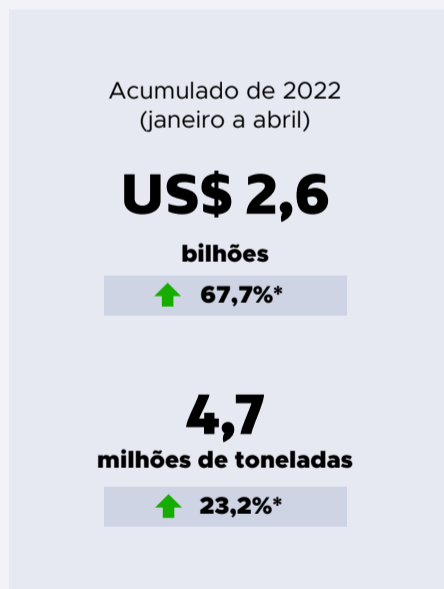 Acumulado de 2022
(janeiro a abril)
US$ 2,6
bilhões
67,7%*
4,7
milhões de toneladas
23,2%*